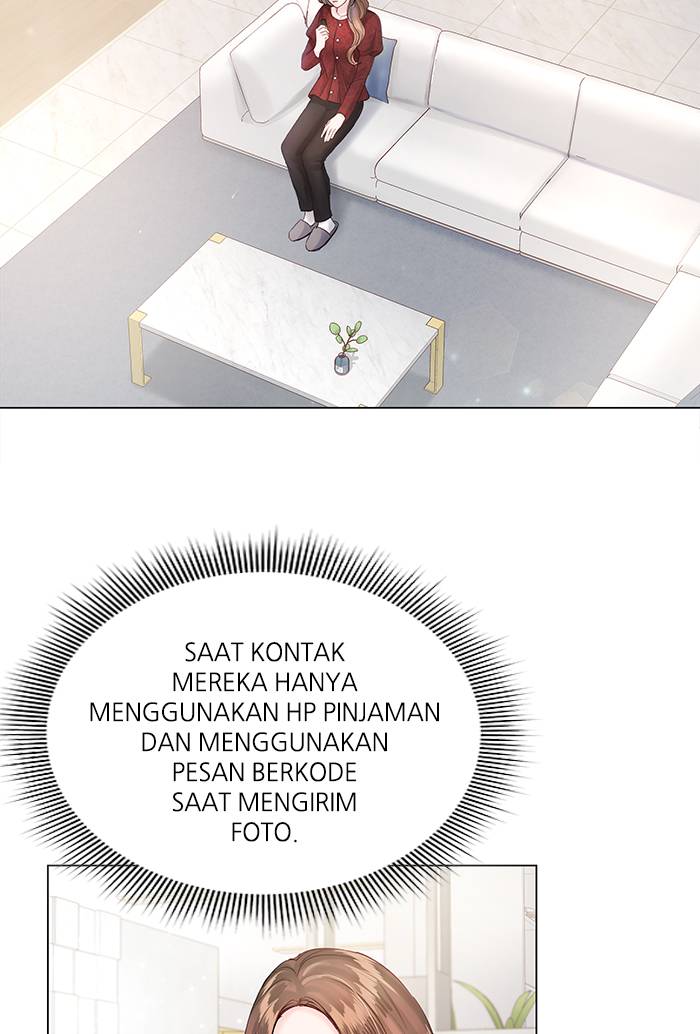 SAAT KONTAK
MEREKA HANYA
MENGGUNAKAN HP PINJAMAN
DAN MENGGUNAKAN
PESAN BERKODE
SAAT MENGIRIM
FOTO.